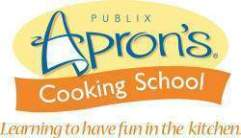 PUBLIX
Apron's®
Cooking School
Learning to have fun in the kitchen.